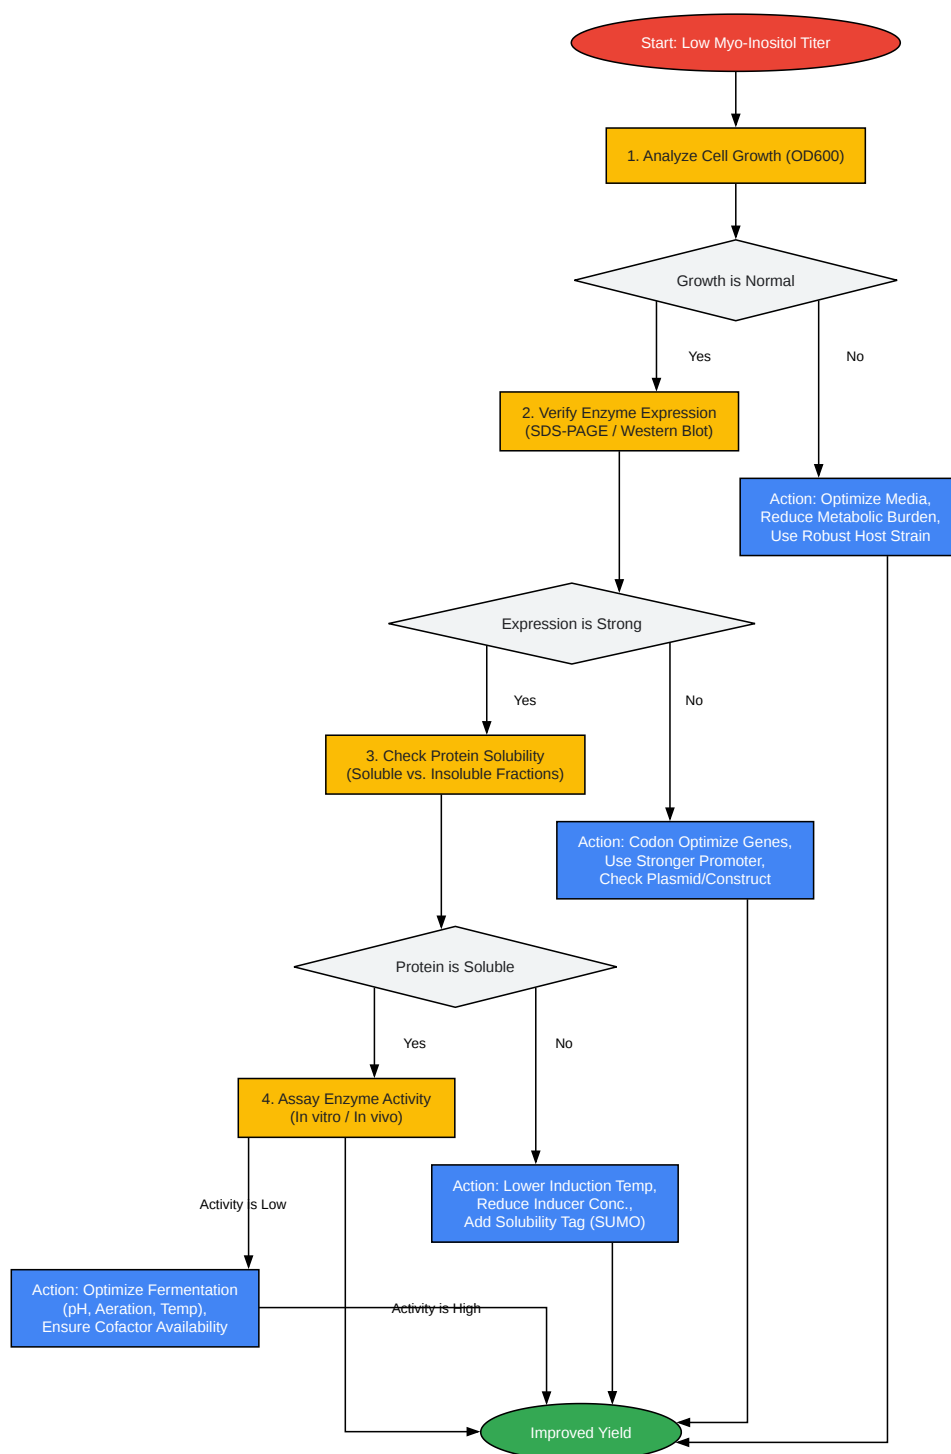 Start: Low Myo-Inositol Titer
1. Analyze Cell Growth (OD600)
Growth is Normal
Yes
No
2. Verify Enzyme Expression
(SDS-PAGE / Western Blot)
Action: Optimize Media,
Reduce Metabolic Burden,
Use Robust Host Strain
Expression is Strong
Yes
No
3. Check Protein Solubility
(Soluble vs. Insoluble Fractions)
Action: Codon Optimize Genes,
Use Stronger Promoter,
Check Plasmid/Construct
Protein is Soluble
Yes
No
4. Assay Enzyme Activity
(In vitro / In vivo)
Action: Lower Induction Temp,
Reduce Inducer Conc.,
Add Solubility Tag (SUMO)
Activity is Low
Action: Optimize Fermentation
(pH, Aeration, Temp),
Ensure Cofactor Availability
Activity is High
Improved Yield